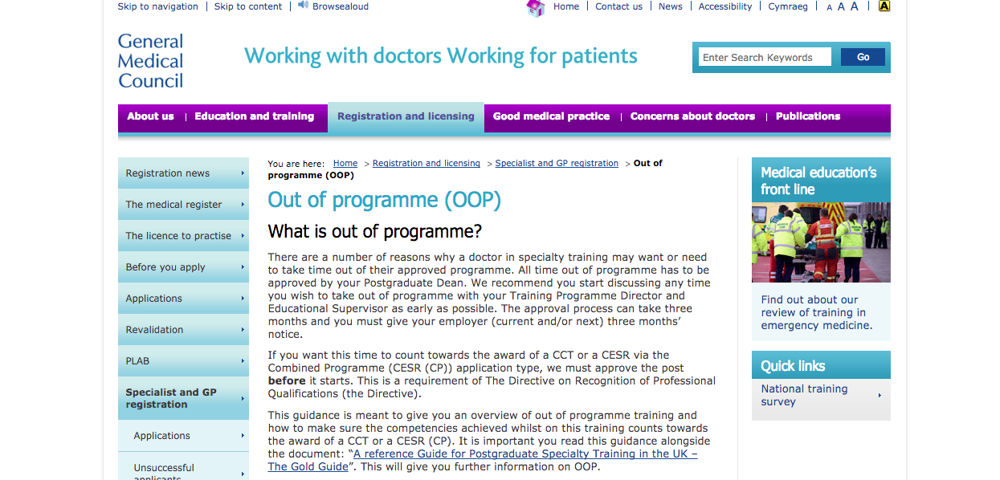 Skip to navigation | Skip to content | Browsealoud
Home | Contact us | News | Accessibility | Cymraeg | A A A | A
General
Medical
Council
Working with doctors Working for patients
Enter Search Keywords
Go
About us | Education and training
Registration and licensing
Good medical practice | Concerns about doctors | Publications
Registration news
The medical register
The licence to practise
Before you apply
Applications
Revalidation
PLAB
Specialist and GP
registration
Applications
Unsuccessful
applicants
You are here: Home > Registration and licensing > Specialist and GP registration > Out of
programme (OOP)
Out of programme (OOP)
What is out of programme?
There are a number of reasons why a doctor in specialty training may want or need
to take time out of their approved programme. All time out of programme has to be
approved by your Postgraduate Dean. We recommend you start discussing any time
you wish to take out of programme with your Training Programme Director and
Educational Supervisor as early as possible. The approval process can take three
months and you must give your employer (current and/or next) three months’
notice.
If you want this time to count towards the award of a CCT or a CESR via the
Combined Programme (CESR (CP)) application type, we must approve the post
before it starts. This is a requirement of The Directive on Recognition of Professional
Qualifications (the Directive).
This guidance is meant to give you an overview of out of programme training and
how to make sure the competencies achieved whilst on this training counts towards
the award of a CCT or a CESR (CP). It is important you read this guidance alongside
the document: “A reference Guide for Postgraduate Specialty Training in the UK –
The Gold Guide”. This will give you further information on OOP.
Medical education’s
front line
Find out about our
review of training in
emergency medicine.
Quick links
National training
survey